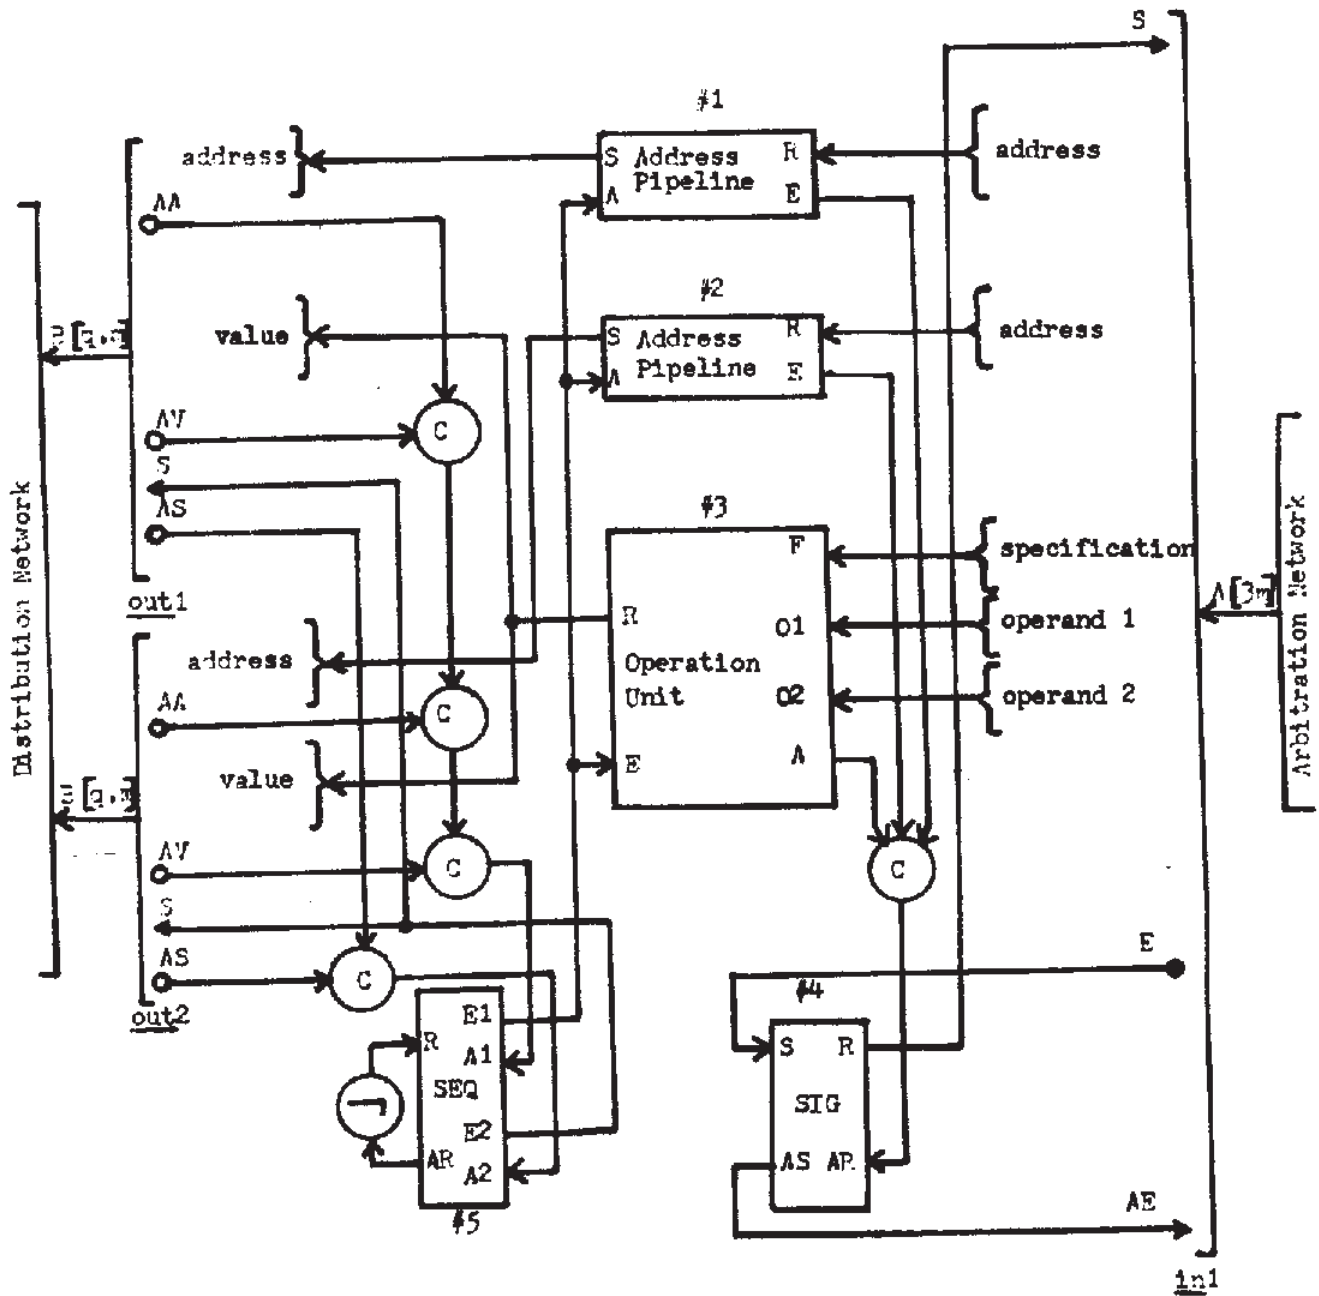 S
#1
address
S Address Pipeline R
A E
address
AA
#2
value
S Address Pipeline R
A E
address
AV
S
AS
out1
#3
F
specification
R
O1
operand 1
Operation Unit
O2
operand 2
A
E
address
AA
value
AV
S
AS
out2
Distribution Network
Arbitration Network
A[3m]
C
C
C
C
C
E
#4
S R
SIG
AS AR
AE
in1
E1
R
A1
SEQ
E2
AR
A2
#5